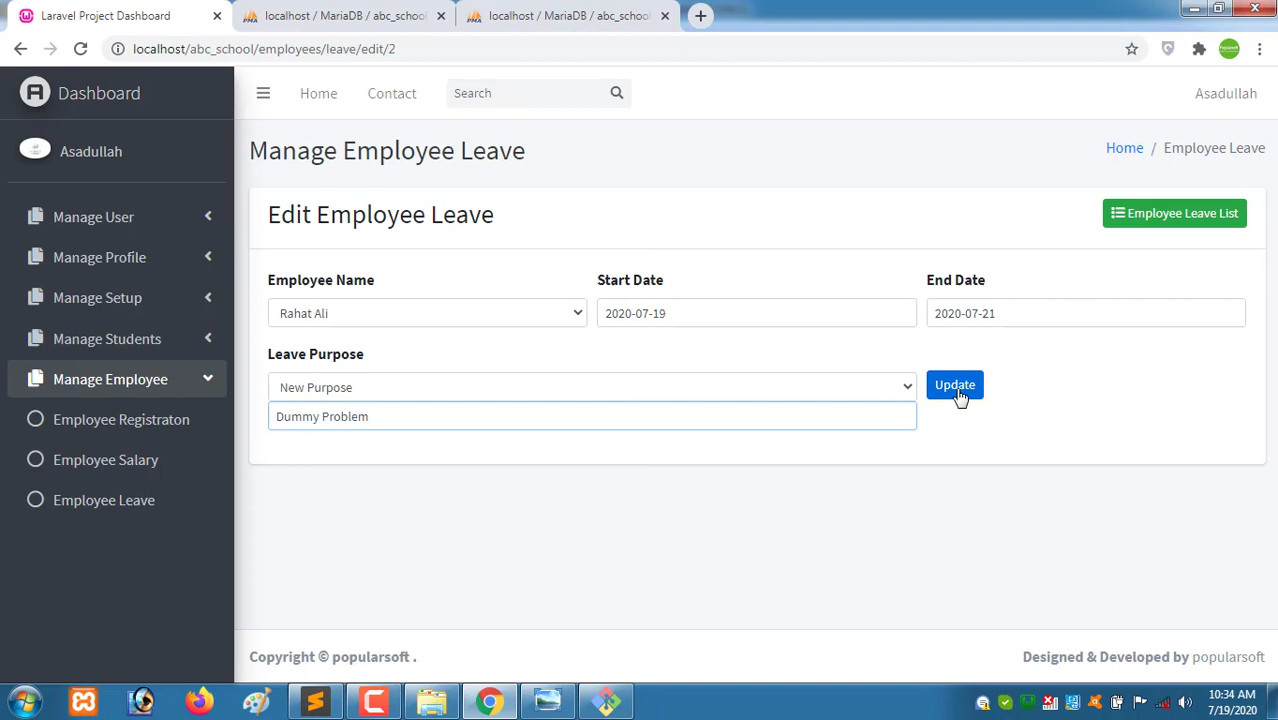 Laravel Project Dashboard
localhost / MariaDB / abc_school
localhost / MariaDB / abc_school
localhost/abc_school/employees/leave/edit/2
Dashboard
Home
Contact
Search
Asadullah
Asadullah
Manage Employee Leave
Home / Employee Leave
Manage User
Manage Profile
Manage Setup
Manage Students
Manage Employee
Employee Registraton
Employee Salary
Employee Leave
Edit Employee Leave
Employee Leave List
Employee Name
Start Date
End Date
Rahat Ali
2020-07-19
2020-07-21
Leave Purpose
New Purpose
Update
Dummy Problem
Copyright © popularsoft .
Designed & Developed by popularsoft
10:34 AM
7/19/2020